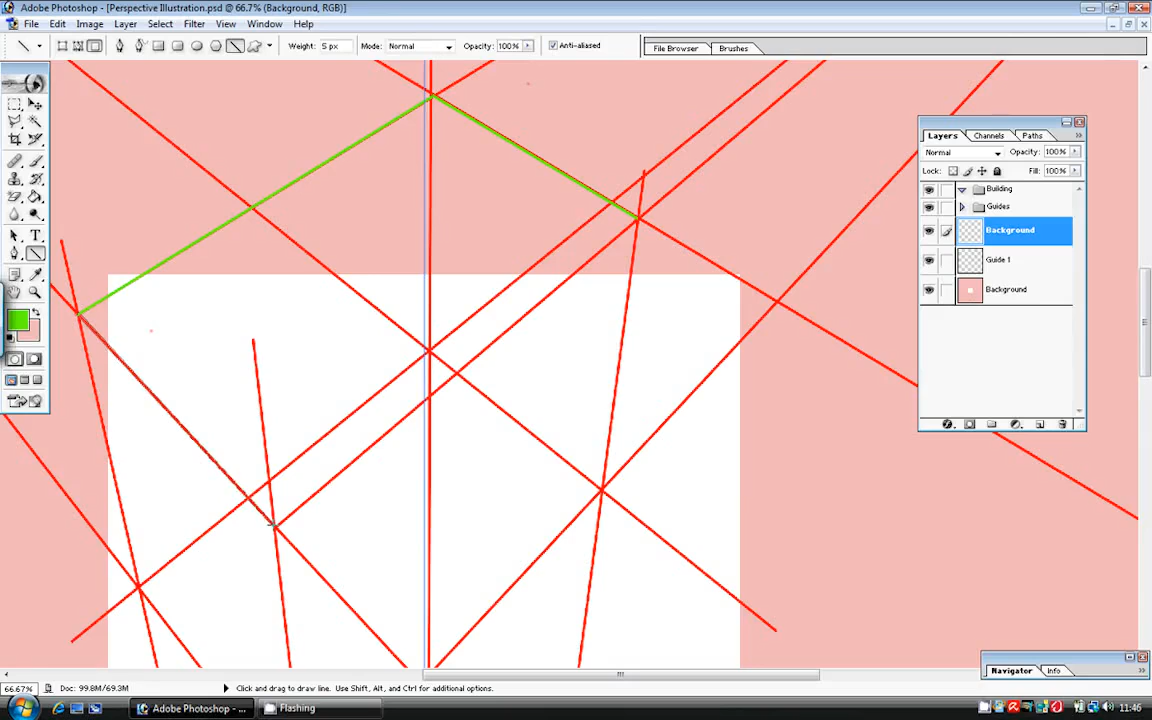 Adobe Photoshop - [Perspective Illustration.psd @ 66.7% (Background, RGB)]
File Edit Image Layer Select Filter View Window Help
Weight: 5 px Mode: Normal Opacity: 100% Anti-aliased File Browser Brushes
Layers Channels Paths
Normal Opacity: 100%
Lock: Fill: 100%
Building
Guides
Background
Guide 1
Background
T
Navigator Info
66.67% Doc: 99.8M/69.3M Click and drag to draw line. Use Shift, Alt, and Ctrl for additional options.
Adobe Photoshop - ... Flashing 11:46